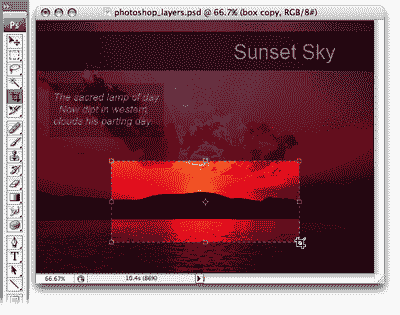 photoshop_layers.psd @ 66.7% (box copy, RGB/8#)
Ps
Sunset Sky
The sacred lamp of day
Now dipt in western
clouds his parting day.
T
66.67%
10.4s (86%)